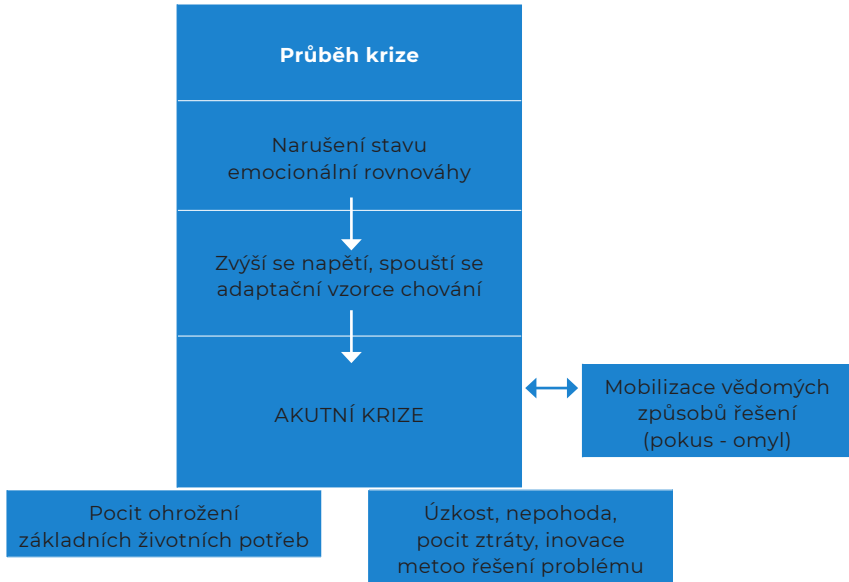 Průběh krize
Narušení stavu
emocionální rovnováhy
Zvýší se napětí, spouští se
adaptační vzorce chování
AKUTNÍ KRIZE
Mobilizace vědomých
způsobů řešení
(pokus - omyl)
Pocit ohrožení
základních životních potřeb
Úzkost, nepohoda,
pocit ztráty, inovace
metoo řešení problému